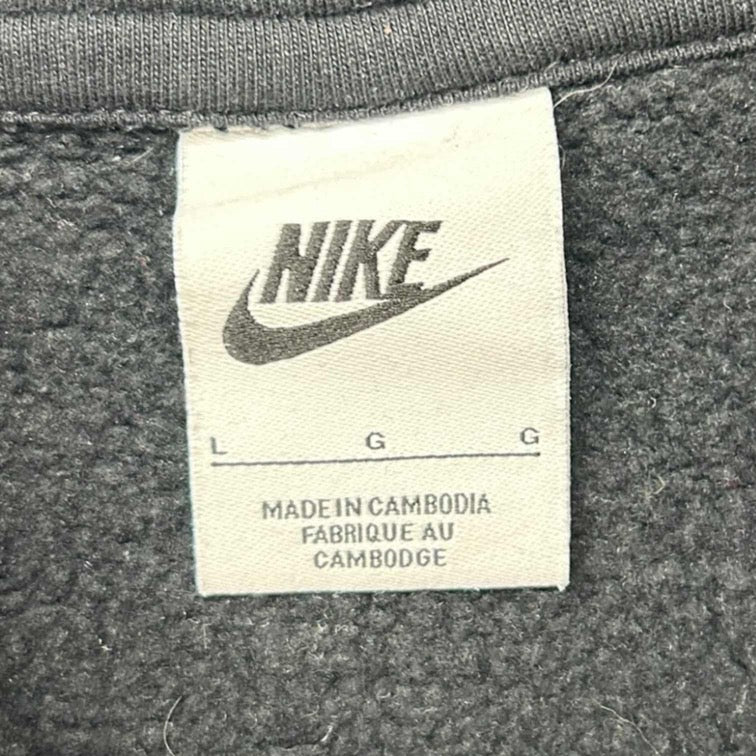 NIKE
L G G
MADE IN CAMBODIA
FABRIQUE AU
CAMBODGE